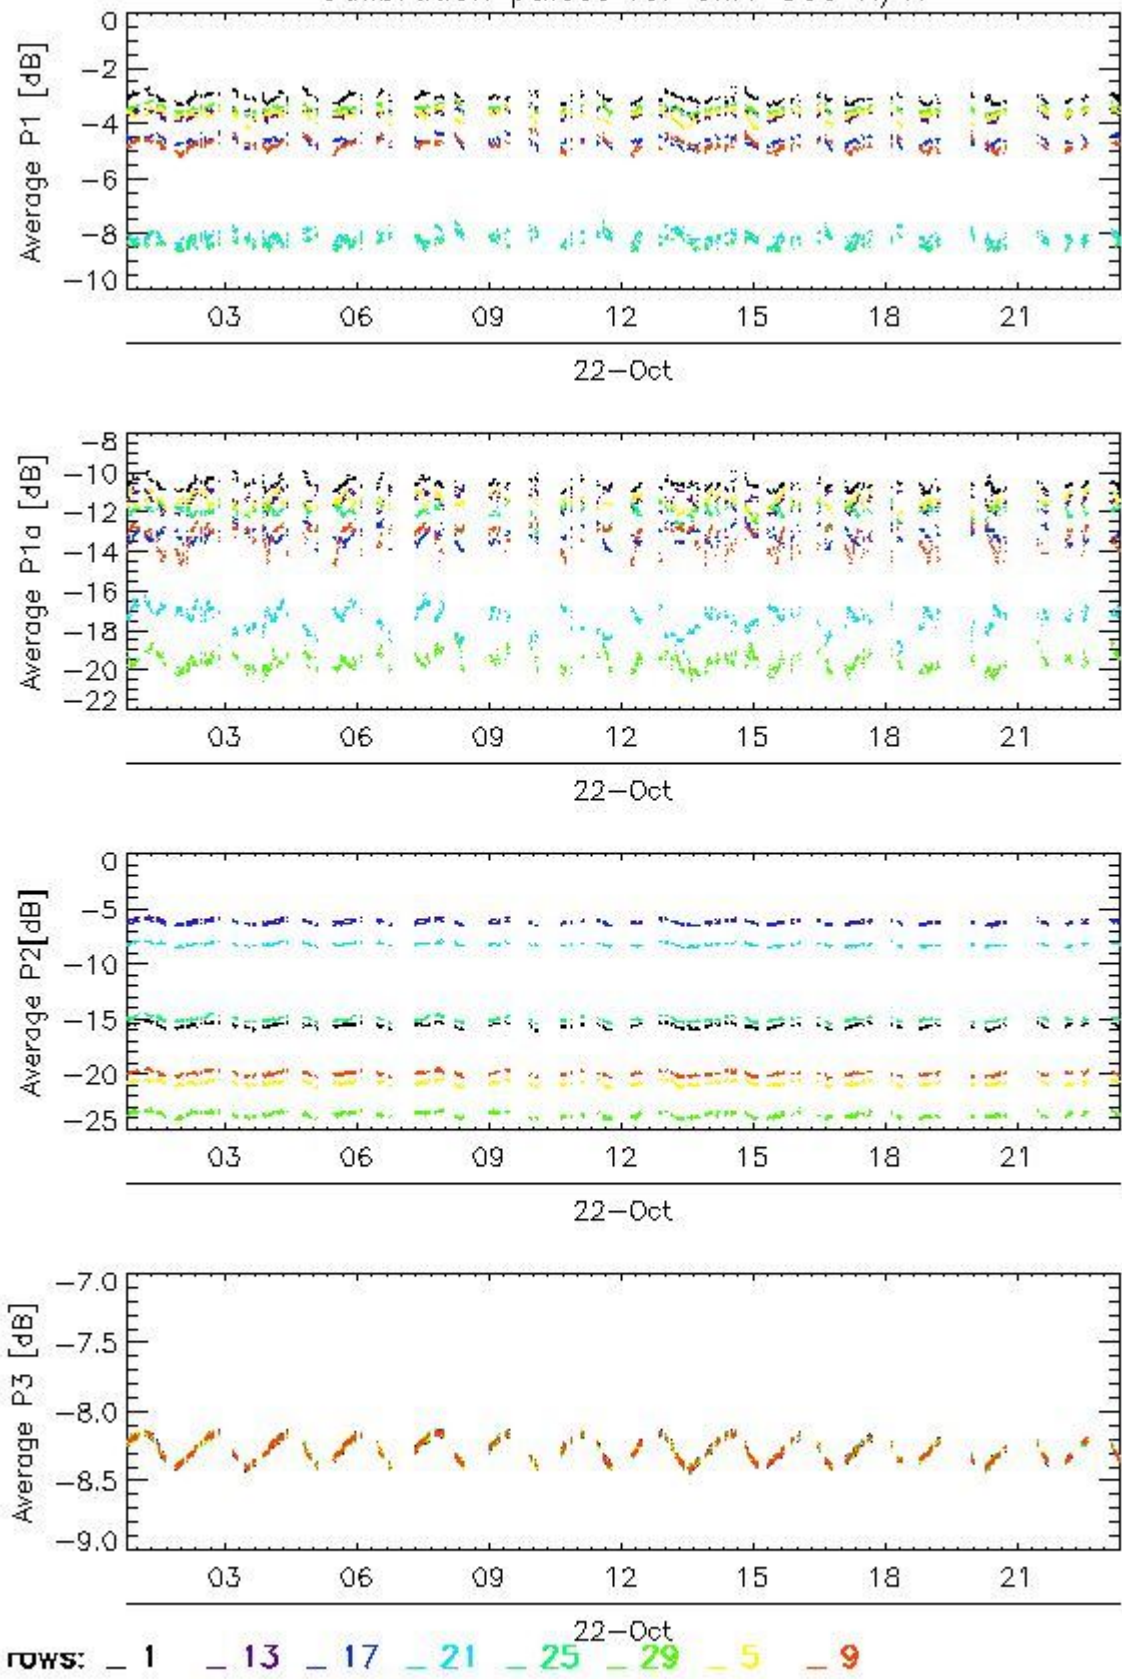 0
−2
−4
−6
−8
−10
Average P1 [dB]
03 06 09 12 15 18 21
22−Oct
−8
−10
−12
−14
−16
−18
−20
−22
Average P1a [dB]
03 06 09 12 15 18 21
22−Oct
0
−5
−10
−15
−20
−25
Average P2[dB]
03 06 09 12 15 18 21
22−Oct
−7.0
−7.5
−8.0
−8.5
−9.0
Average P3 [dB]
03 06 09 12 15 18 21
22−Oct
rows: _ 1 _ 13 _ 17 _ 21 _ 25 _ 29 _ 5 _ 9